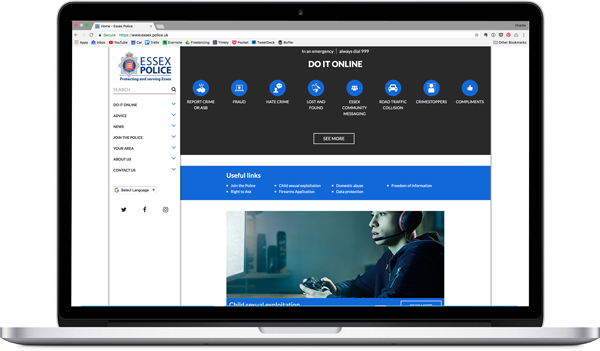 Home - Essex Police
Secure https://www.essex.police.uk
Apps Inbox YouTube Cal Trello Evernote Freelancing TMetry Pocket TweetDeck Buffer Other Bookmarks
ESSEX
POLICE
Protecting and serving Essex
SEARCH
DO IT ONLINE
ADVICE
NEWS
JOIN THE POLICE
YOUR AREA
ABOUT US
CONTACT US
G Select Language
In an emergency | always dial 999
DO IT ONLINE
REPORT CRIME OR ASB
FRAUD
HATE CRIME
LOST AND FOUND
ESSEX COMMUNITY MESSAGING
ROAD TRAFFIC COLLISION
CRIMESTOPPERS
COMPLIMENTS
SEE MORE
Useful links
Join the Police
Right to Ask
Child sexual exploitation
Firearms Application
Domestic abuse
Data protection
Freedom of information
Child sexual exploitation
READ MORE